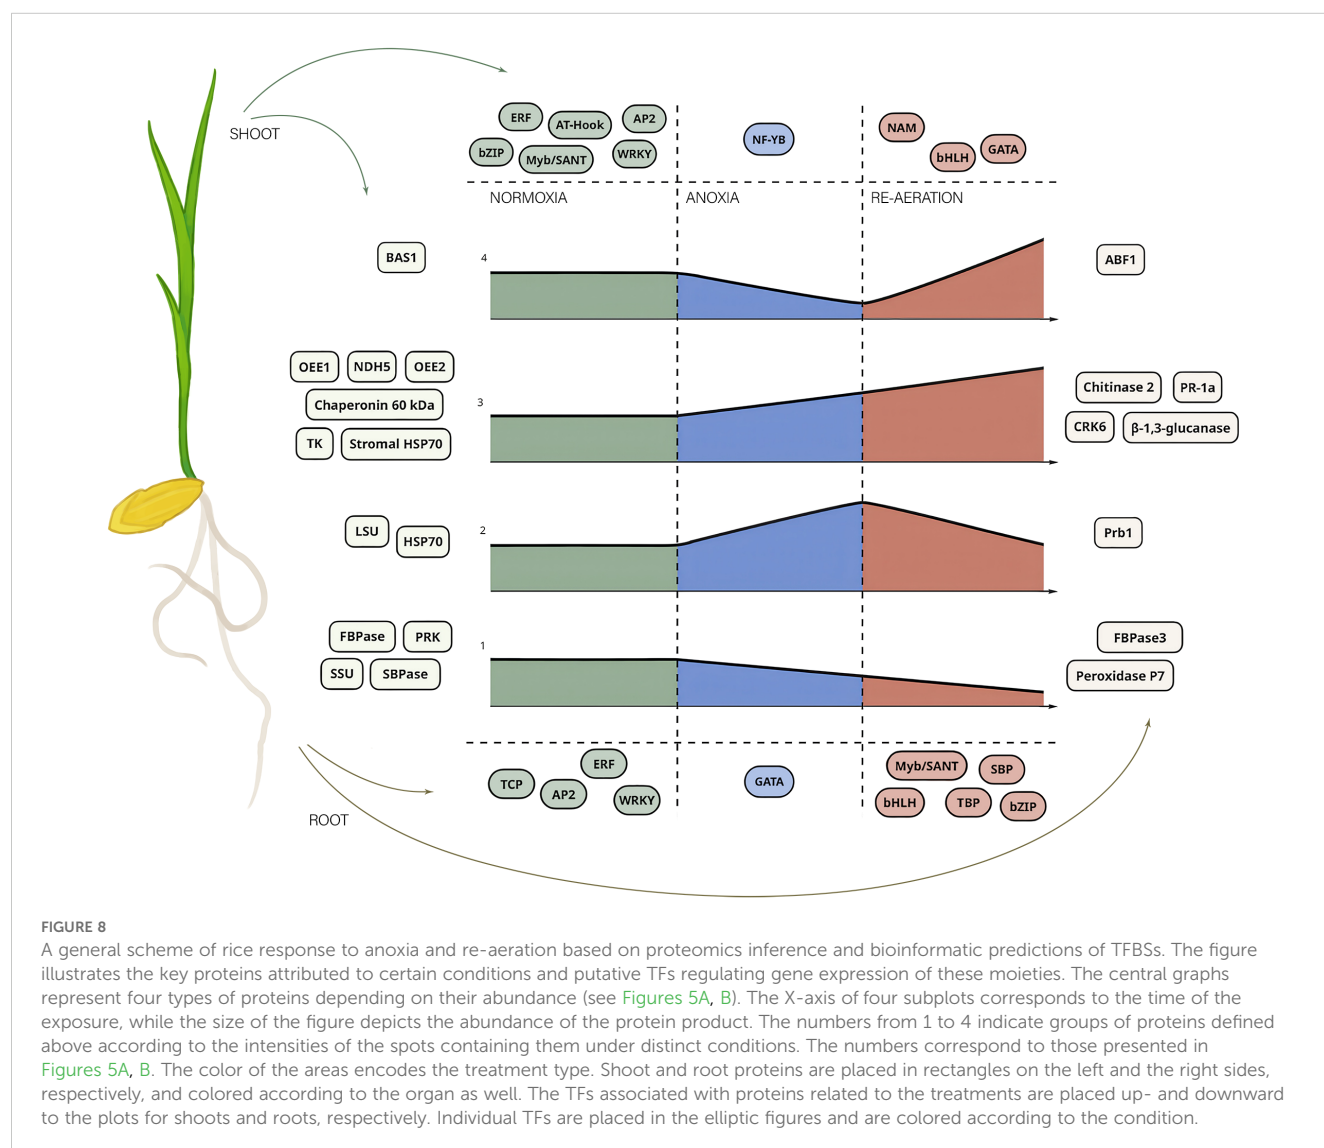 SHOOT
ERF
AT-Hook
AP2
bZIP
Myb/SANT
WRKY
NF-YB
NAM
bHLH
GATA
NORMOXIA
ANOXIA
RE-AERATION
BAS1
4
ABF1
OEE1
NDH5
OEE2
Chaperonin 60 kDa
TK
Stromal HSP70
3
Chitinase 2
PR-1a
CRK6
β-1,3-glucanase
LSU
HSP70
2
Prb1
FBPase
PRK
SSU
SBPase
1
FBPase3
Peroxidase P7
TCP
ERF
AP2
WRKY
GATA
Myb/SANT
SBP
bHLH
TBP
bZIP
ROOT
FIGURE 8
A general scheme of rice response to anoxia and re-aeration based on proteomics inference and bioinformatic predictions of TFBSs. The figure
illustrates the key proteins attributed to certain conditions and putative TFs regulating gene expression of these moieties. The central graphs
represent four types of proteins depending on their abundance (see Figures 5A, B). The X-axis of four subplots corresponds to the time of the
exposure, while the size of the figure depicts the abundance of the protein product. The numbers from 1 to 4 indicate groups of proteins defined
above according to the intensities of the spots containing them under distinct conditions. The numbers correspond to those presented in
Figures 5A, B. The color of the areas encodes the treatment type. Shoot and root proteins are placed in rectangles on the left and the right sides,
respectively, and colored according to the organ as well. The TFs associated with proteins related to the treatments are placed up- and downward
to the plots for shoots and roots, respectively. Individual TFs are placed in the elliptic figures and are colored according to the condition.